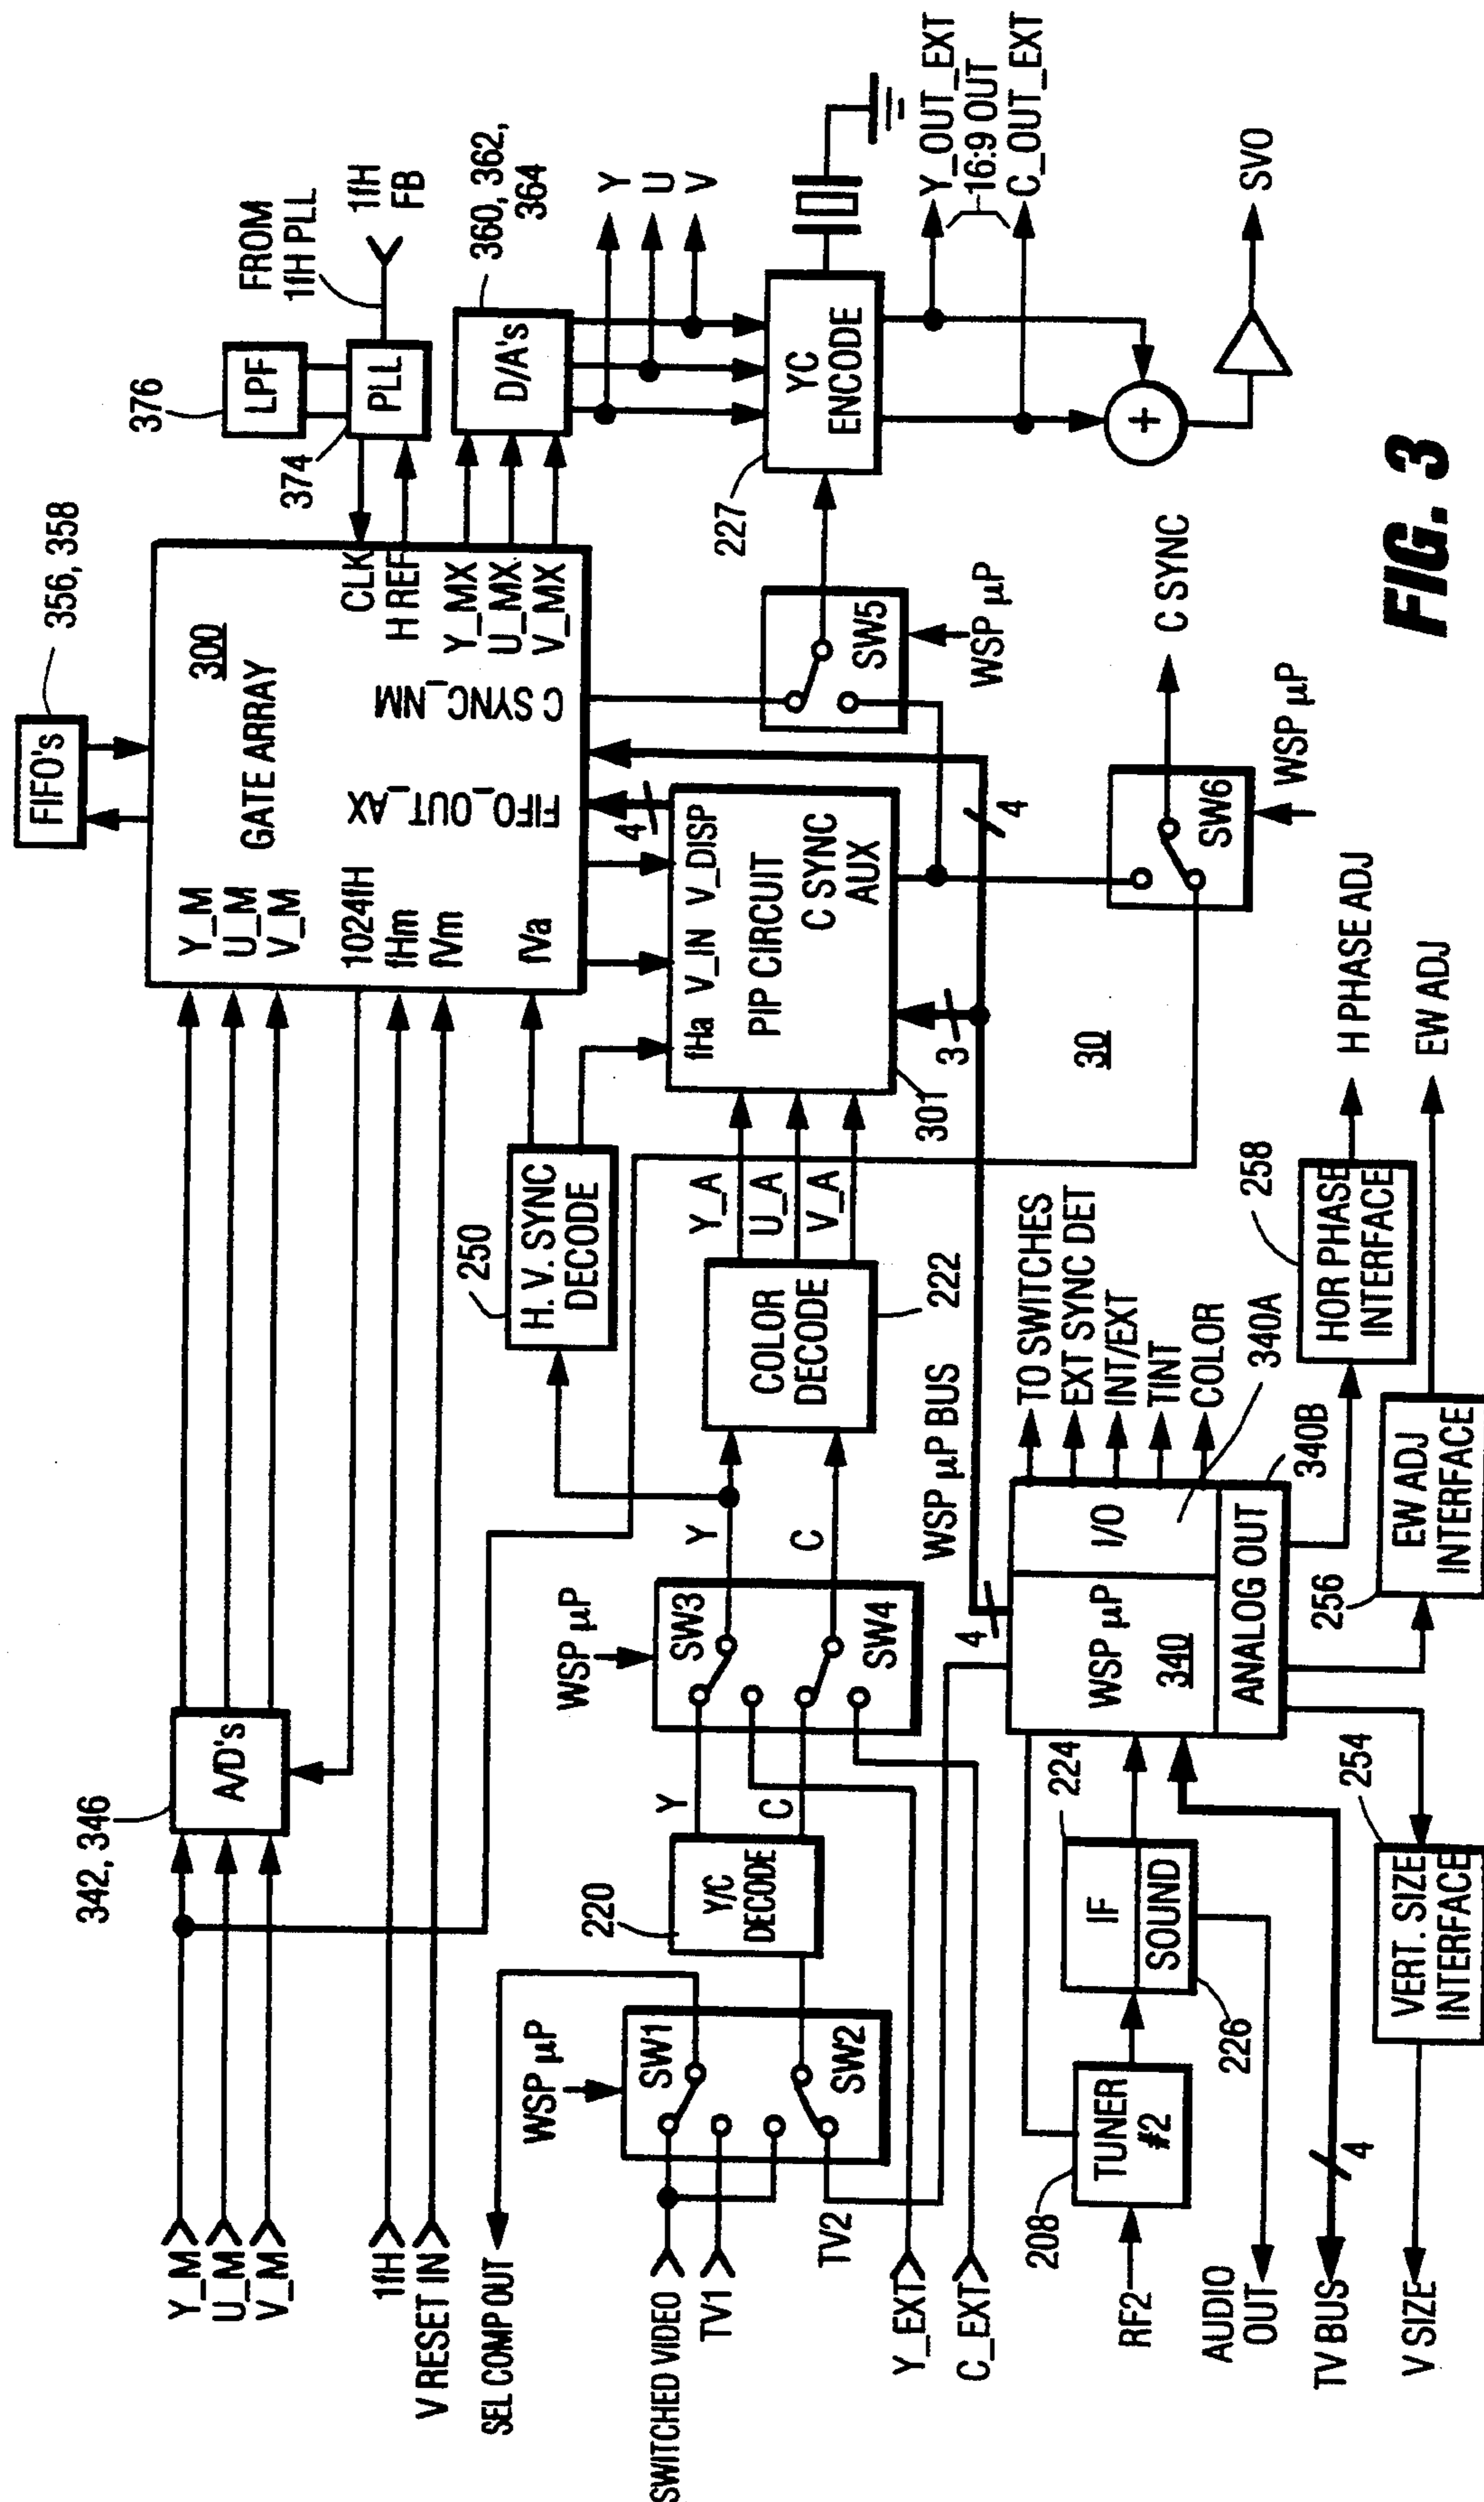 Y_M
U_M
V_M
1fH
V RESET IN
SEL COMP OUT
SWITCHED VIDEO
TV1
TV2
Y_EXT
C_EXT
RF2
AUDIO
OUT
TV BUS
V SIZE
342, 346
A/D's
WSP µP
SW1
SW2
220
Y/C
DECODE
Y
C
208
TUNER
#2
224
IF
SOUND
226
4
254
VERT. SIZE
INTERFACE
WSP µP
SW3
SW4
Y
C
WSP µP BUS
4
WSP µP
340
I/O
ANALOG OUT
340A
340B
TO SWITCHES
EXT SYNC DET
INT/EXT
TINT
COLOR
256
EW ADJ
INTERFACE
EW ADJ
258
HOR PHASE
INTERFACE
H PHASE ADJ
250
H. V. SYNC
DECODE
COLOR
DECODE
222
Y_A
U_A
V_A
301
3
30
fHa
V_IN
V_DISP
PIP CIRCUIT
C SYNC
AUX
4
4
Y_M
U_M
V_M
1024fH
fHm
fVm
fVa
GATE ARRAY
300
FIFO_OUT_AX
C SYNC_NM
CLK
H REF
Y_MX
U_MX
V_MX
FIFO's
356, 358
SW5
WSP µP
SW6
WSP µP
C SYNC
376
LPF
374
PLL
FROM
1fH PLL
1fH
FB
D/A's
360, 362,
364
Y
U
V
227
YC
ENCODE
Y_OUT_EXT
16:9 OUT
C_OUT_EXT
+
SVO
FIG. 3